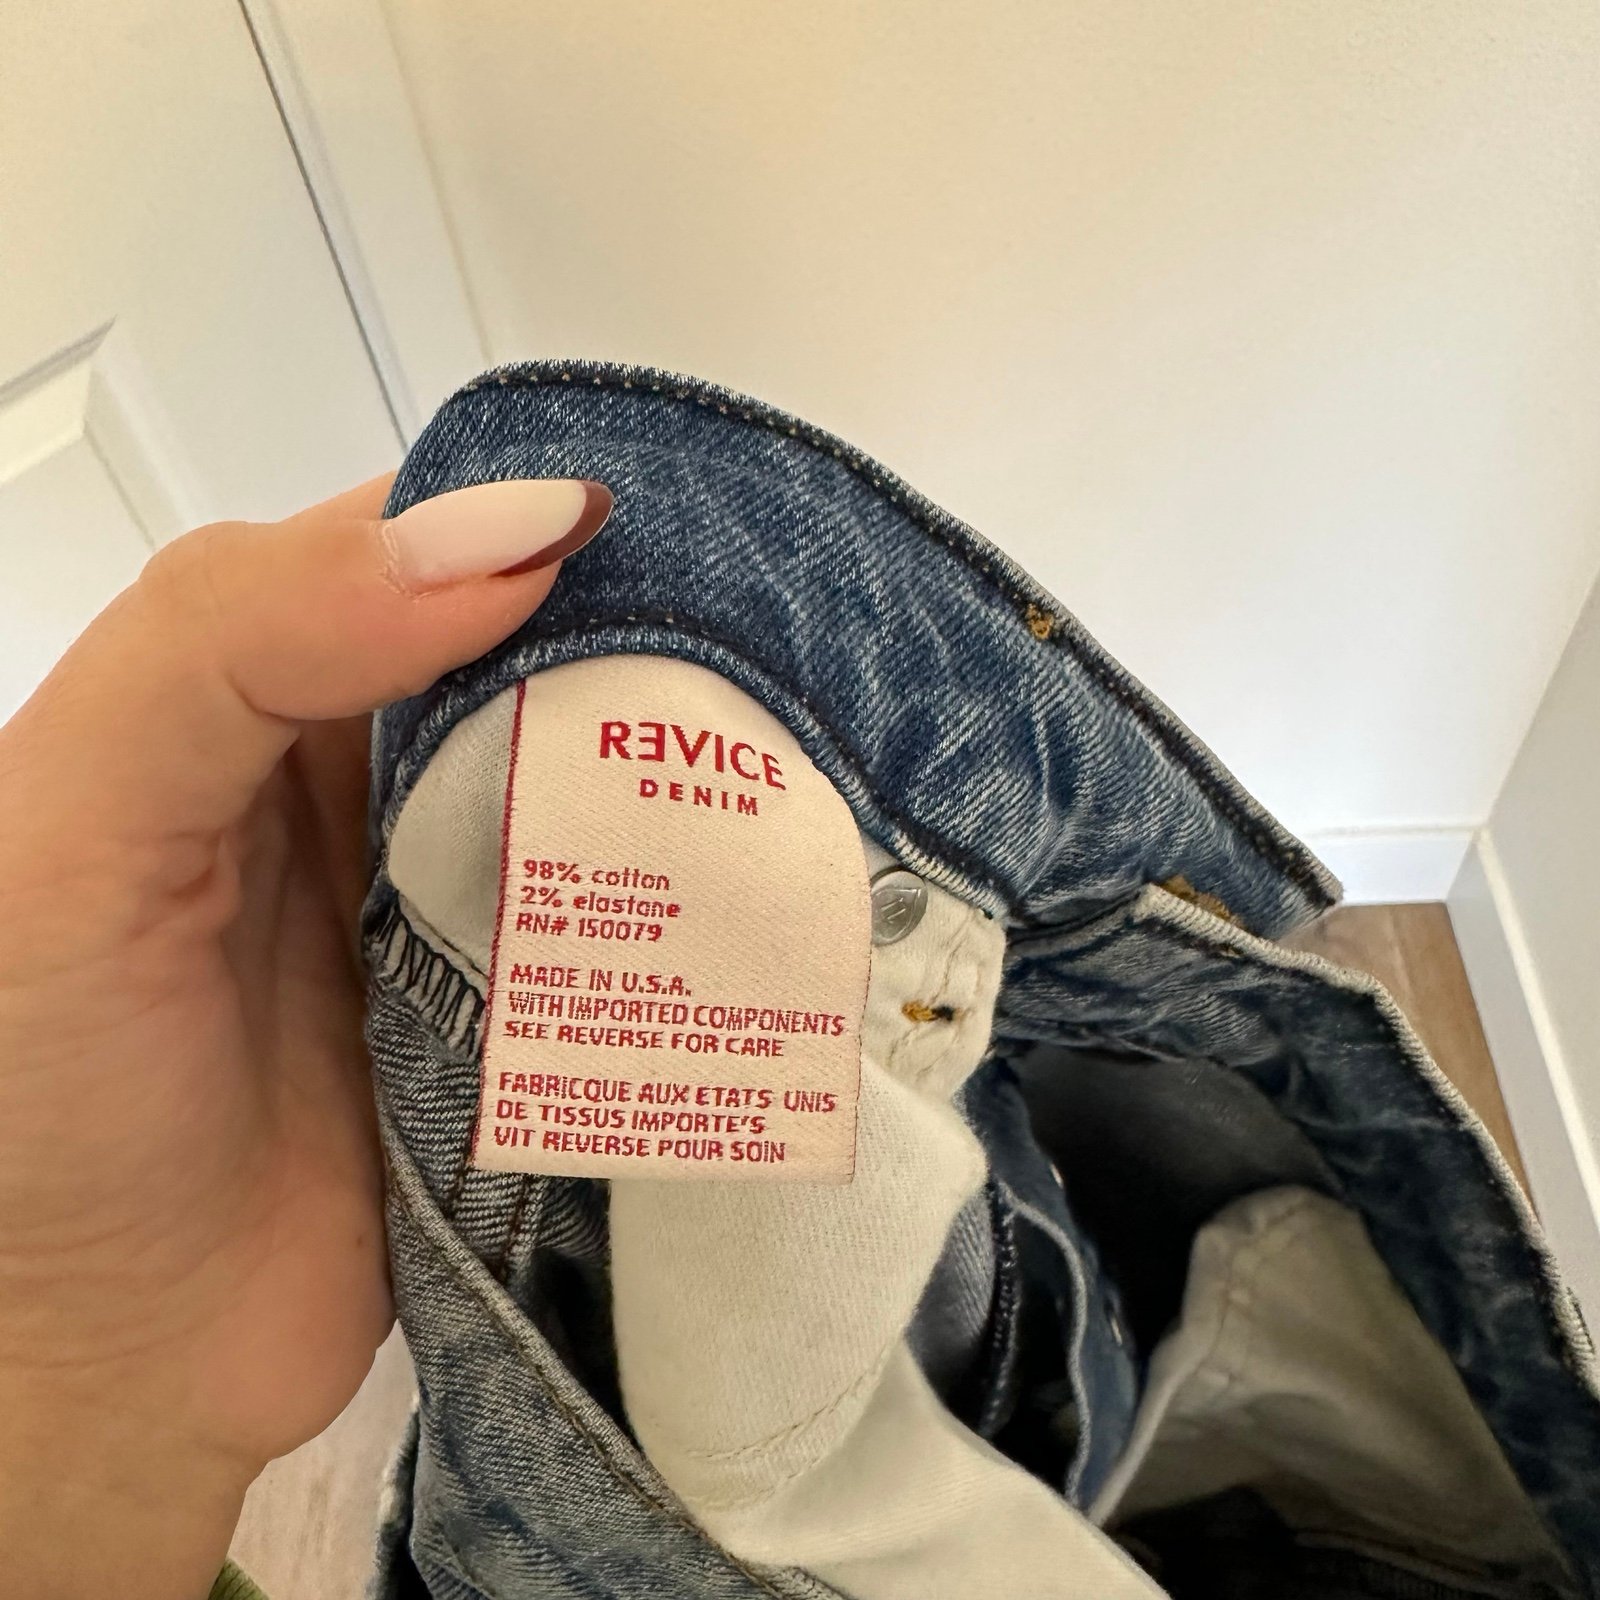 RƎVICE
DENIM
98% cotton
2% elastane
RN# 150079
MADE IN U.S.A.
WITH IMPORTED COMPONENTS
SEE REVERSE FOR CARE
FABRICQUE AUX ETATS UNIS
DE TISSUS IMPORTE'S
VIT REVERSE POUR SOIN